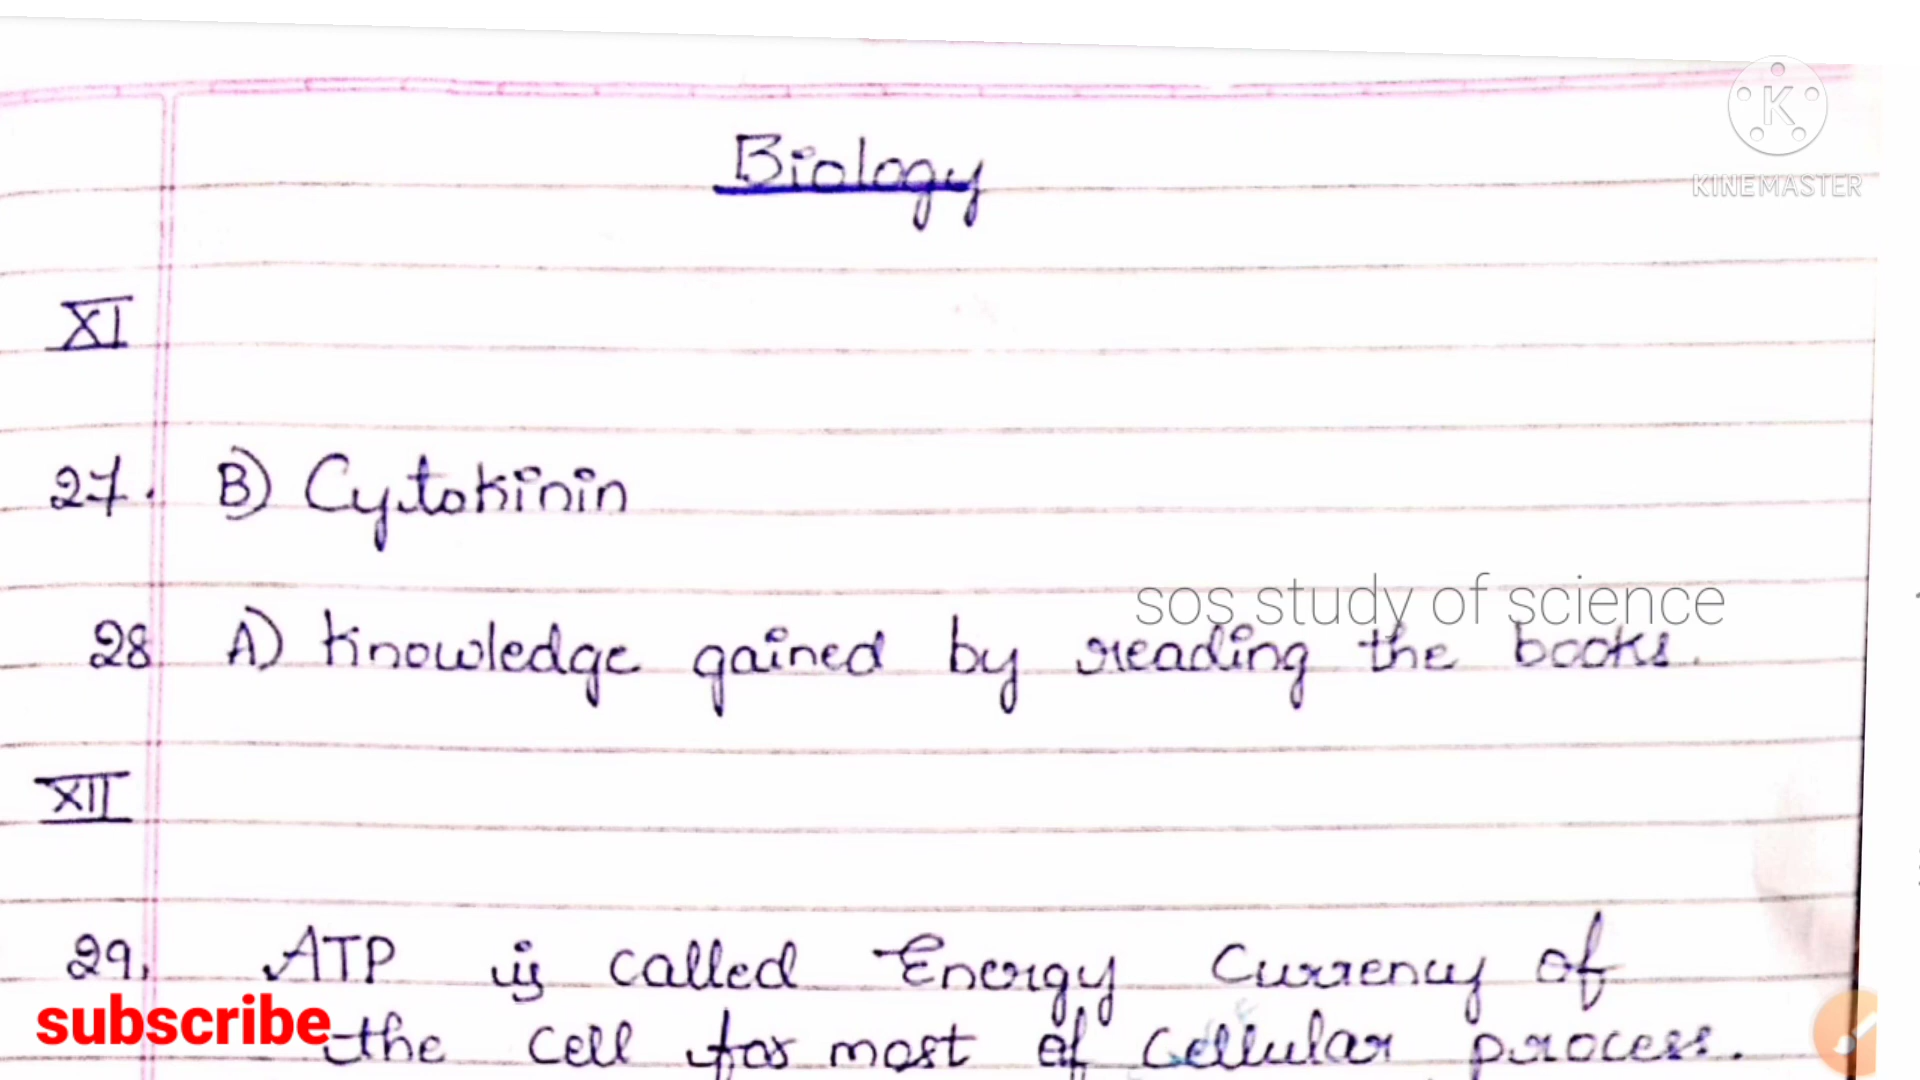 K
KINEMASTER
Biology
XI
27. B) Cytokinin
sos study of science
28 A) Knowledge gained by reading the books.
XII
29. ATP is called Energy Currency of
subscribe
the cell for most of cellular process.